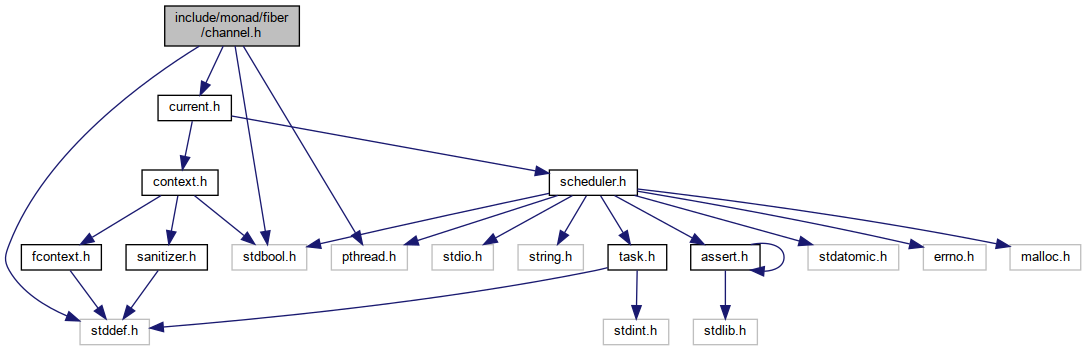 include/monad/fiber
/channel.h
current.h
context.h
scheduler.h
fcontext.h
sanitizer.h
stdbool.h
pthread.h
stdio.h
string.h
task.h
assert.h
stdatomic.h
errno.h
malloc.h
stddef.h
stdint.h
stdlib.h